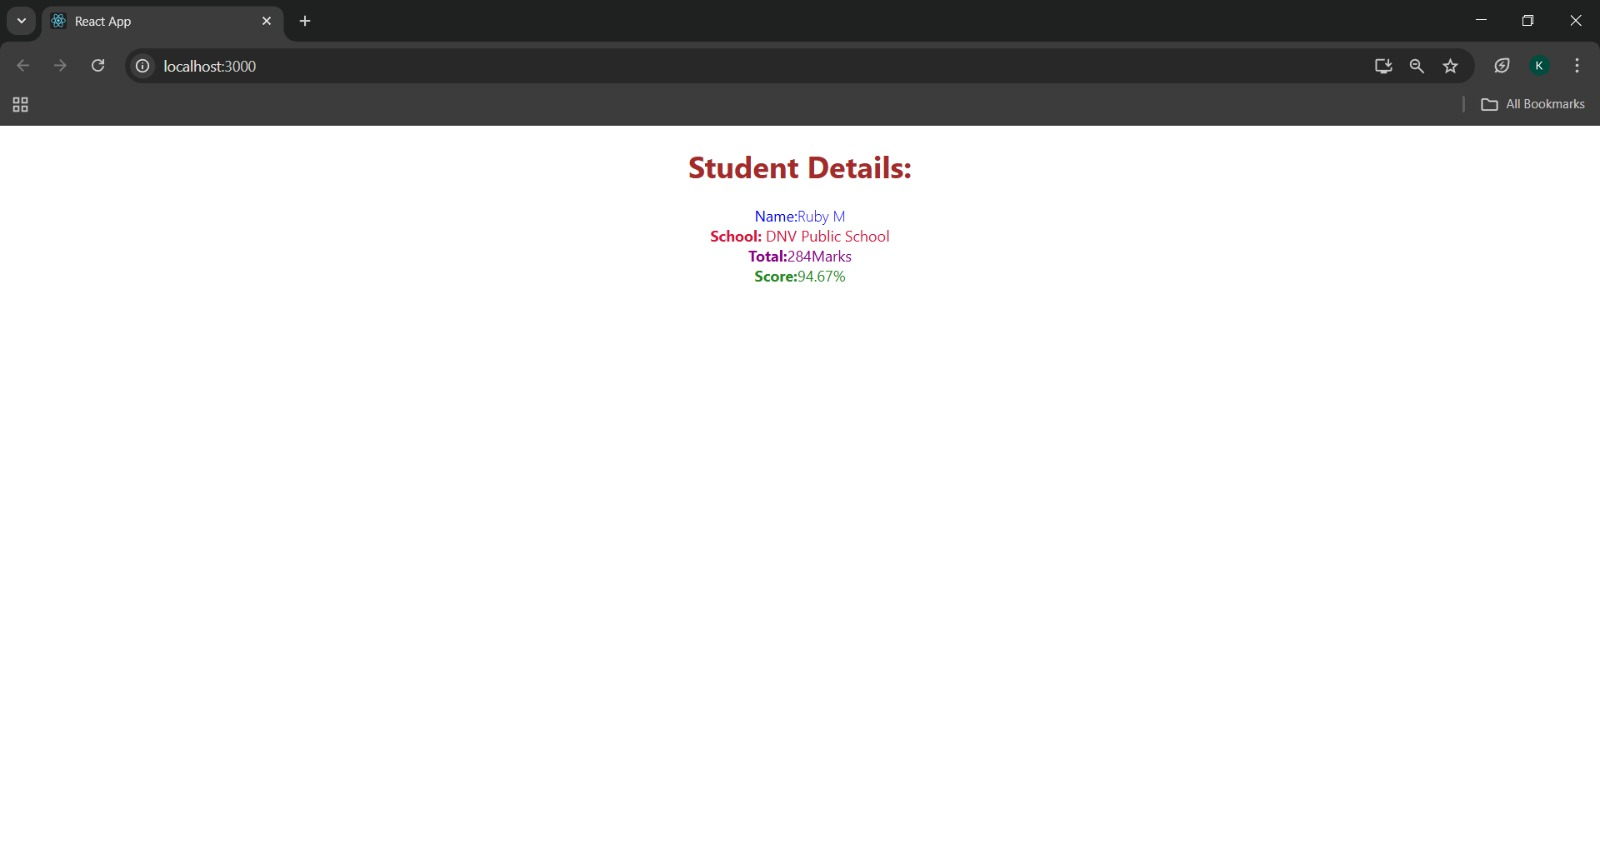 React App
localhost:3000
K
All Bookmarks
Student Details:
Name:Ruby M
School: DNV Public School
Total:284Marks
Score:94.67%